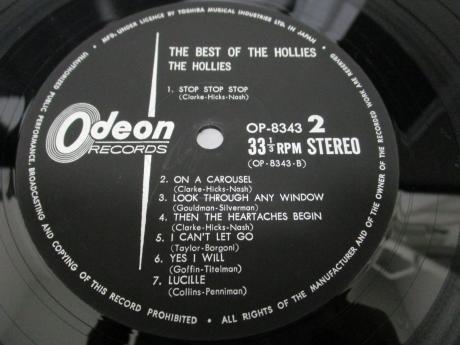 MFD. UNDER LICENCE BY TOSHIBA MUSICAL INDUSTRIES LTD. IN JAPAN •
THE BEST OF THE HOLLIES
THE HOLLIES
1. STOP STOP STOP
(Clarke-Hicks-Nash)
Odeon
RECORDS
OP-8343 2
33 1/3 RPM STEREO
(OP-8343-B)
2. ON A CAROUSEL
(Clarke-Hicks-Nash)
3. LOOK THROUGH ANY WINDOW
(Gouldman-Silverman)
4. THEN THE HEARTACHES BEGIN
(Clarke-Hicks-Nash)
5. I CAN'T LET GO
(Taylor-Borgoni)
6. YES I WILL
(Goffin-Titelman)
7. LUCILLE
(Collins-Penniman)
UNAUTHORIZED PUBLIC PERFORMANCE, BROADCASTING AND COPYING OF THIS RECORD PROHIBITED • ALL RIGHTS OF THE MANUFACTURER AND OF THE OWNER OF THE RECORDED WORK ARE RESERVED